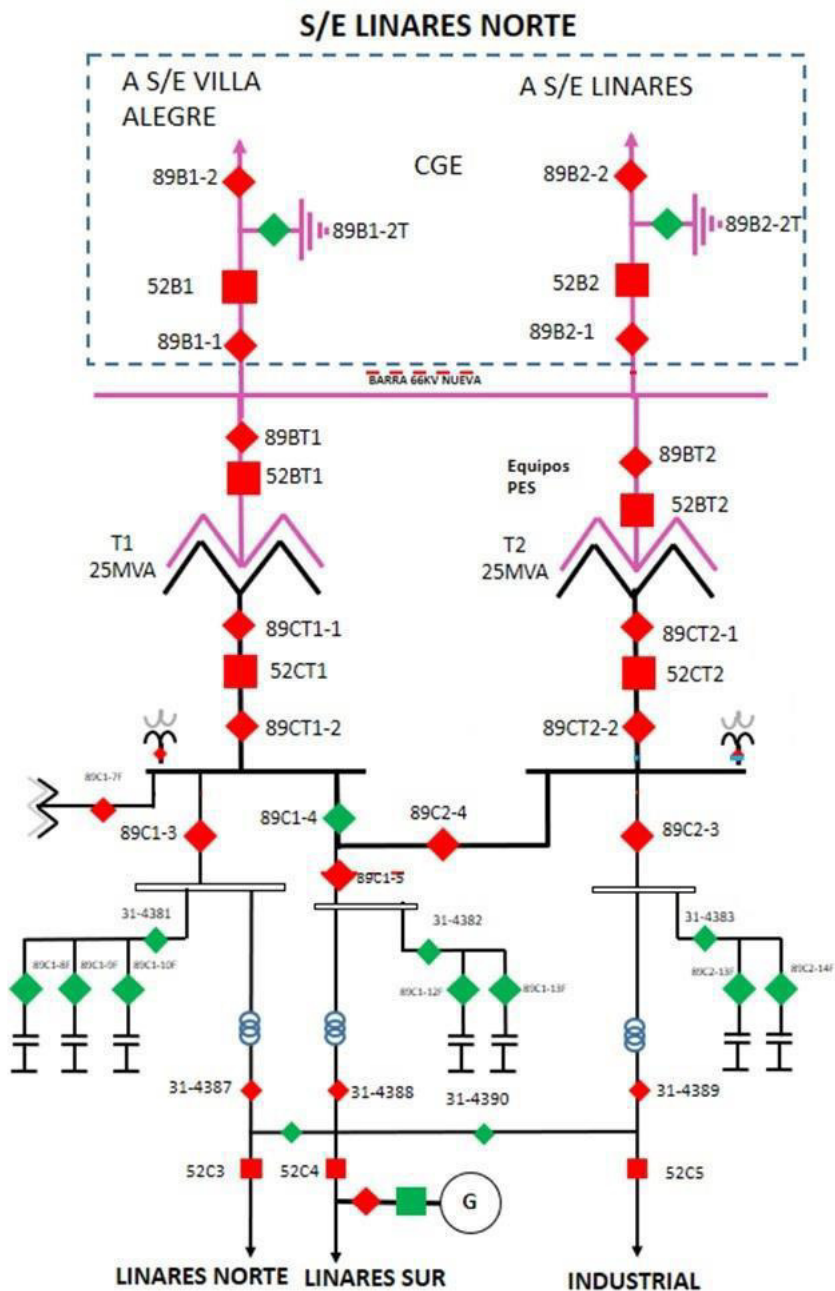 S/E LINARES NORTE
A S/E VILLA
ALEGRE
A S/E LINARES
CGE
89B1-2
89B2-2
89B1-2T
89B2-2T
52B1
52B2
89B1-1
89B2-1
BARRA 66KV NUEVA
89BT1
89BT2
52BT1
Equipos
PES
52BT2
T1
25MVA
T2
25MVA
89CT1-1
89CT2-1
52CT1
52CT2
89CT1-2
89CT2-2
89C1-7F
89C1-3
89C1-4
89C2-4
89C2-3
89C1-5
31-4381
31-4382
31-4383
89C1-8F
89C1-9F
89C1-10F
89C1-12F
89C1-13F
89C2-13F
89C2-14F
31-4387
31-4388
31-4390
31-4389
52C3
52C4
52C5
G
LINARES NORTE
LINARES SUR
INDUSTRIAL